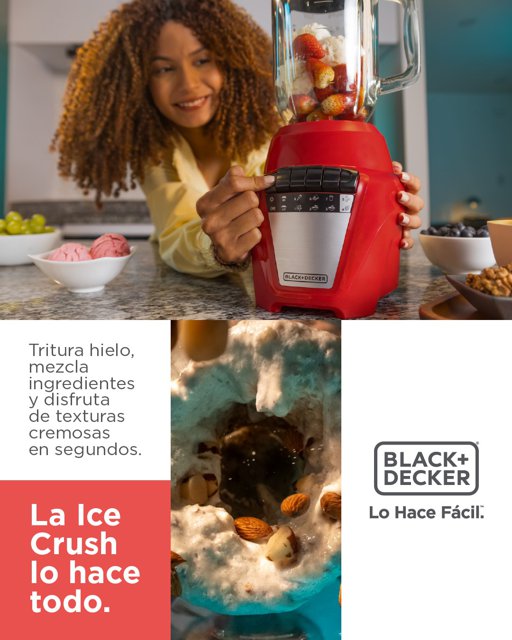 BLACK+DECKER
Tritura hielo,
mezcla
ingredientes
y disfruta
de texturas
cremosas
en segundos.
La Ice
Crush
lo hace
todo.
BLACK+
DECKER
Lo Hace Fácil.